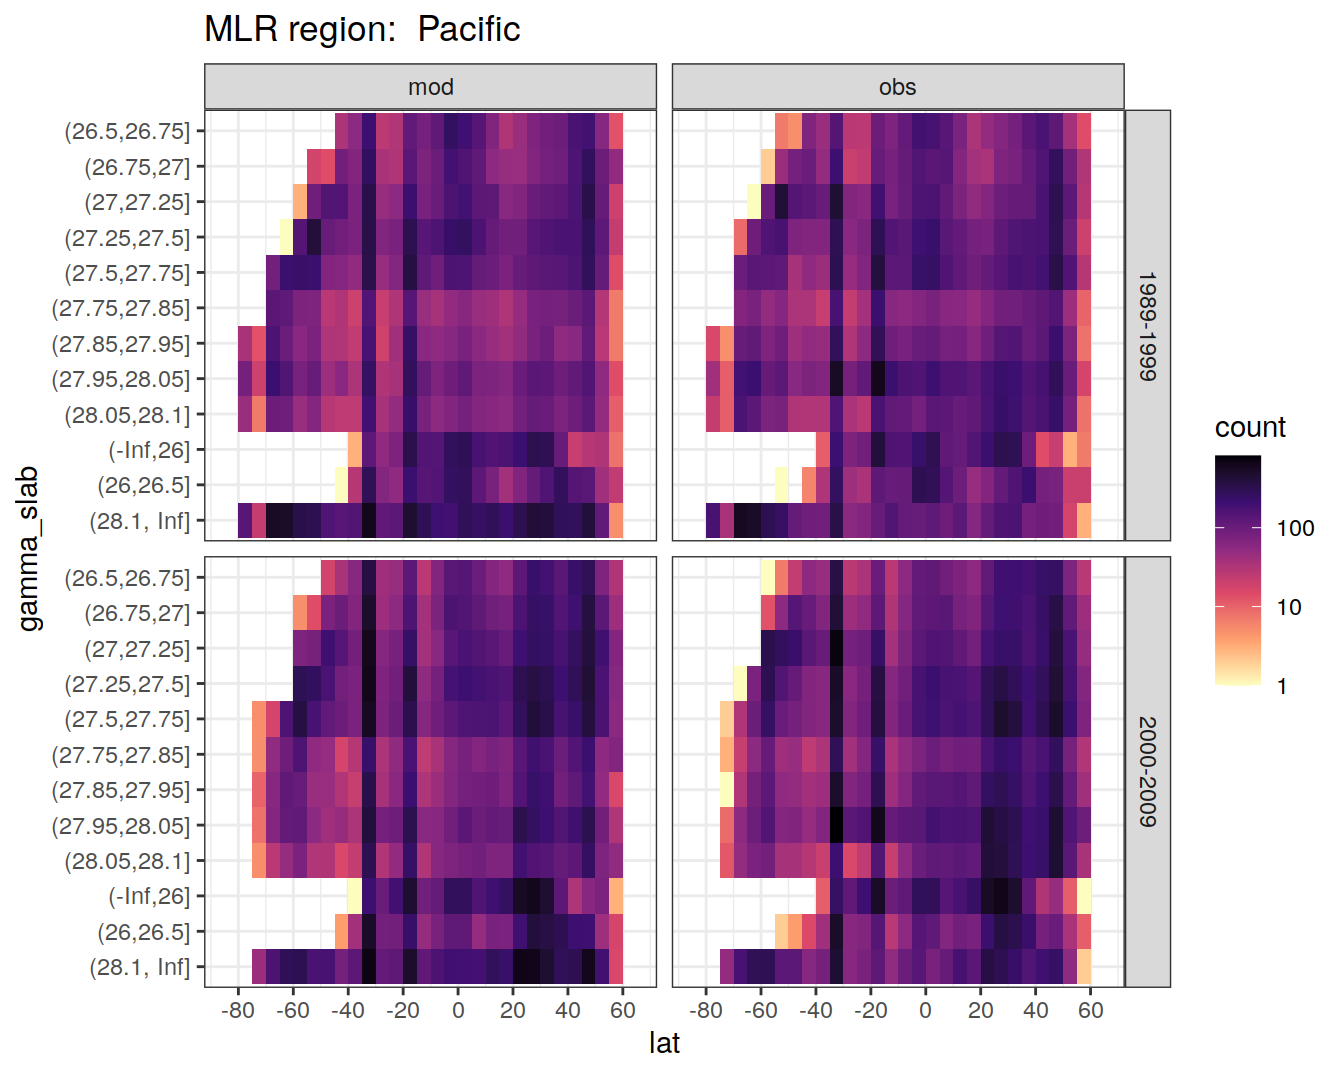 MLR region:  Pacific
mod
obs
(26.5,26.75]
(26.75,27]
(27,27.25]
(27.25,27.5]
(27.5,27.75]
(27.75,27.85]
(27.85,27.95]
(27.95,28.05]
(28.05,28.1]
(-Inf,26]
(26,26.5]
(28.1, Inf]
1989-1999
(26.5,26.75]
(26.75,27]
(27,27.25]
(27.25,27.5]
(27.5,27.75]
(27.75,27.85]
(27.85,27.95]
(27.95,28.05]
(28.05,28.1]
(-Inf,26]
(26,26.5]
(28.1, Inf]
2000-2009
gamma_slab
-80 -60 -40 -20 0 20 40 60
-80 -60 -40 -20 0 20 40 60
lat
count
100
10
1